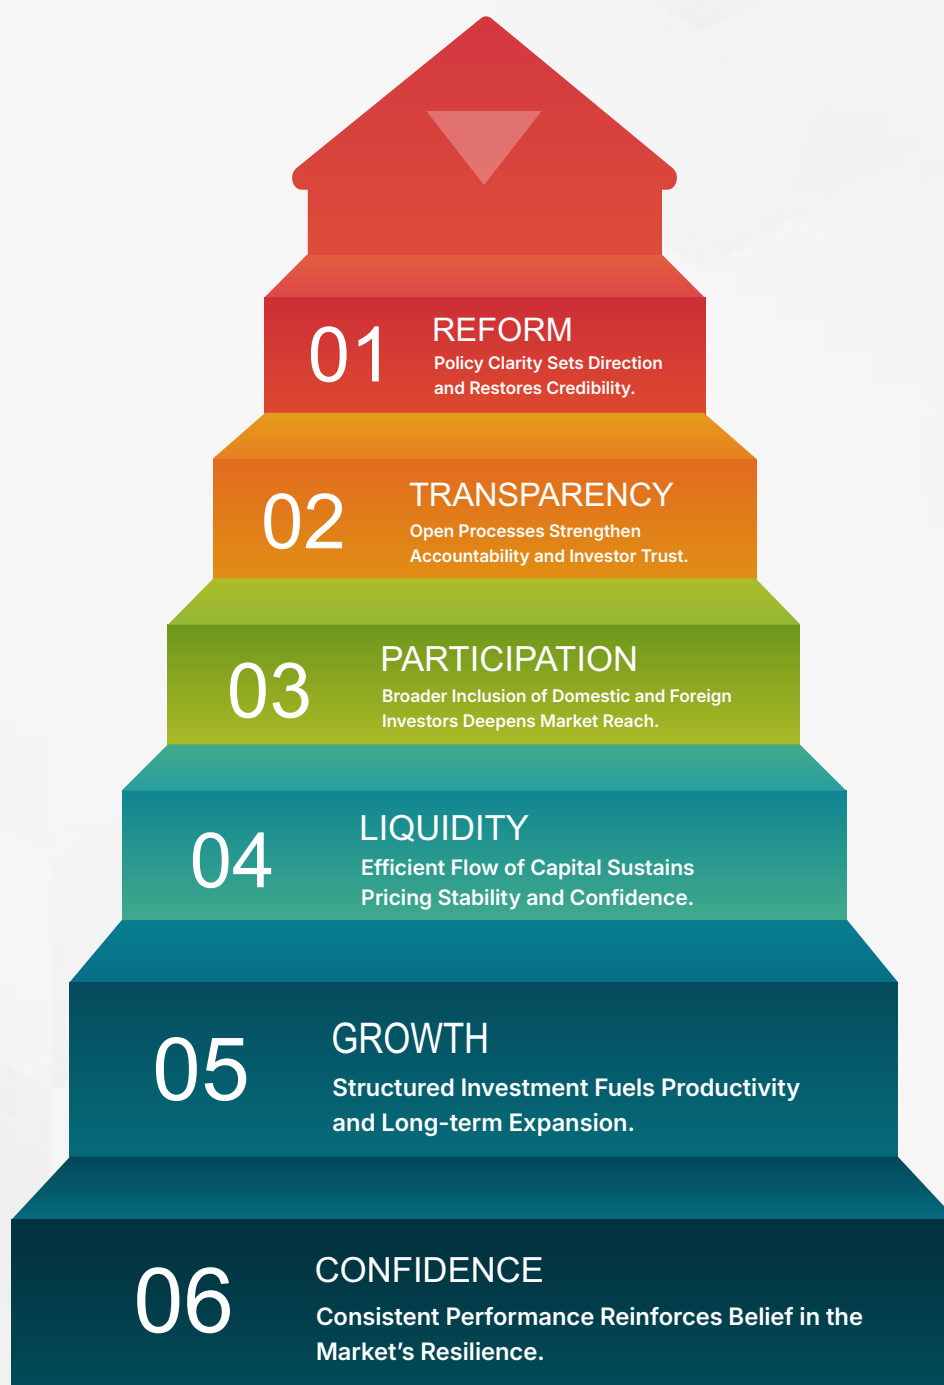 01
REFORM
Policy Clarity Sets Direction
and Restores Credibility.
02
TRANSPARENCY
Open Processes Strengthen
Accountability and Investor Trust.
03
PARTICIPATION
Broader Inclusion of Domestic and Foreign
Investors Deepens Market Reach.
04
LIQUIDITY
Efficient Flow of Capital Sustains
Pricing Stability and Confidence.
05
GROWTH
Structured Investment Fuels Productivity
and Long-term Expansion.
06
CONFIDENCE
Consistent Performance Reinforces Belief in the
Market’s Resilience.